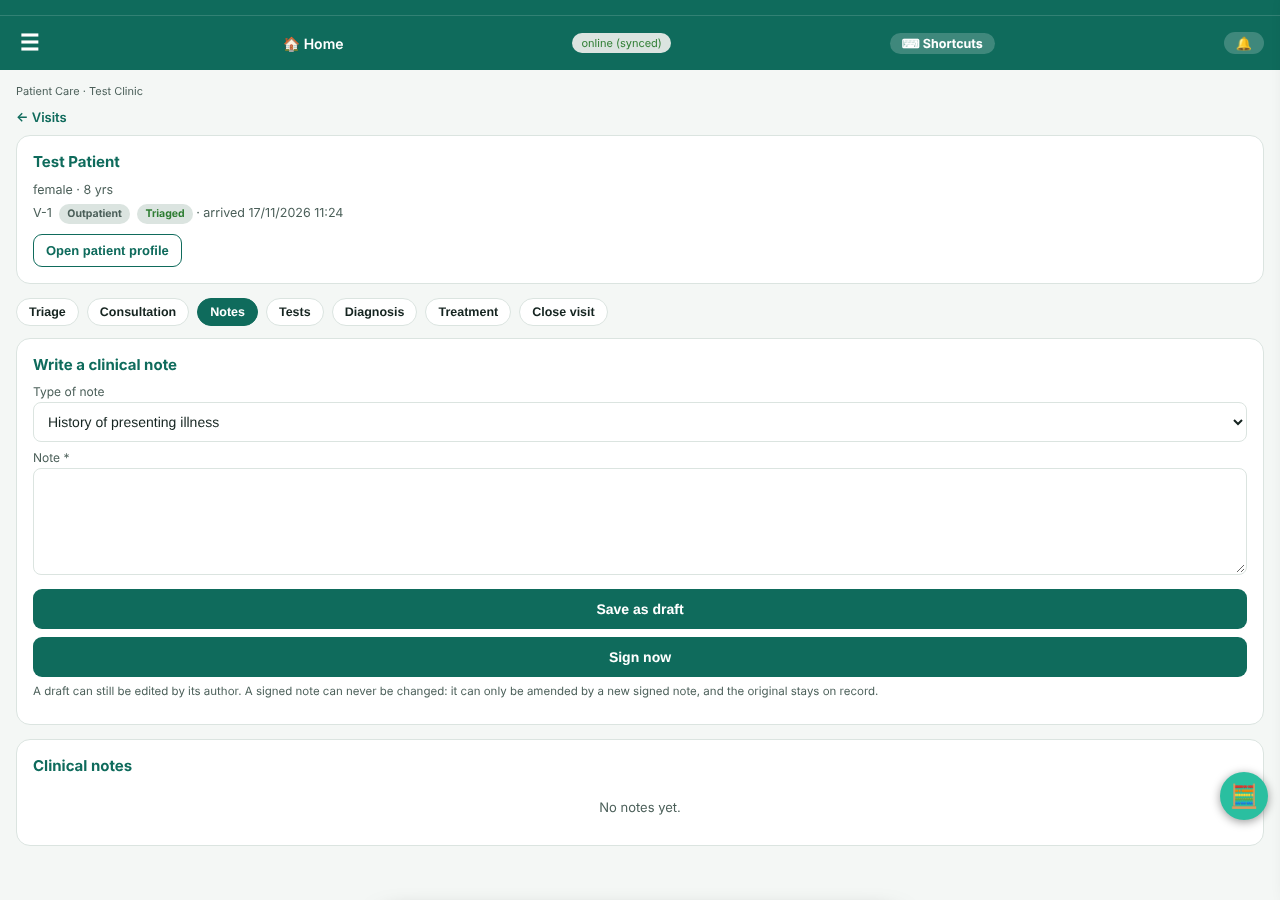 ☰ 🏠 Home online (synced) ⌨ Shortcuts 🔔
Patient Care · Test Clinic
← Visits
Test Patient
female · 8 yrs
V-1 Outpatient Triaged · arrived 17/11/2026 11:24
Open patient profile
Triage Consultation Notes Tests Diagnosis Treatment Close visit
Write a clinical note
Type of note
History of presenting illness
Note *
Save as draft
Sign now
A draft can still be edited by its author. A signed note can never be changed: it can only be amended by a new signed note, and the original stays on record.
Clinical notes
No notes yet.